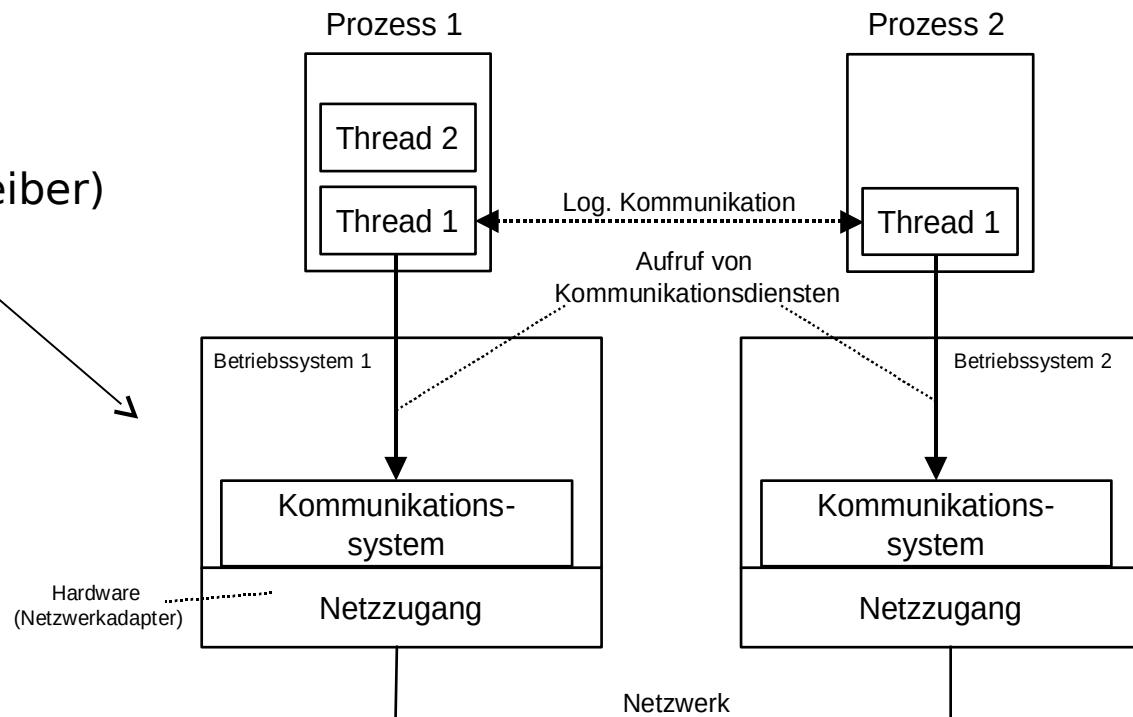 Prozess 1
Prozess 2
Thread 2
eiber)
Thread 1
Log. Kommunikation
Thread 1
Aufruf von
Kommunikationsdiensten
Betriebssystem 1
Betriebssystem 2
Kommunikations-
system
Kommunikations-
system
Hardware
(Netzwerkadapter)
Netzzugang
Netzzugang
Netzwerk